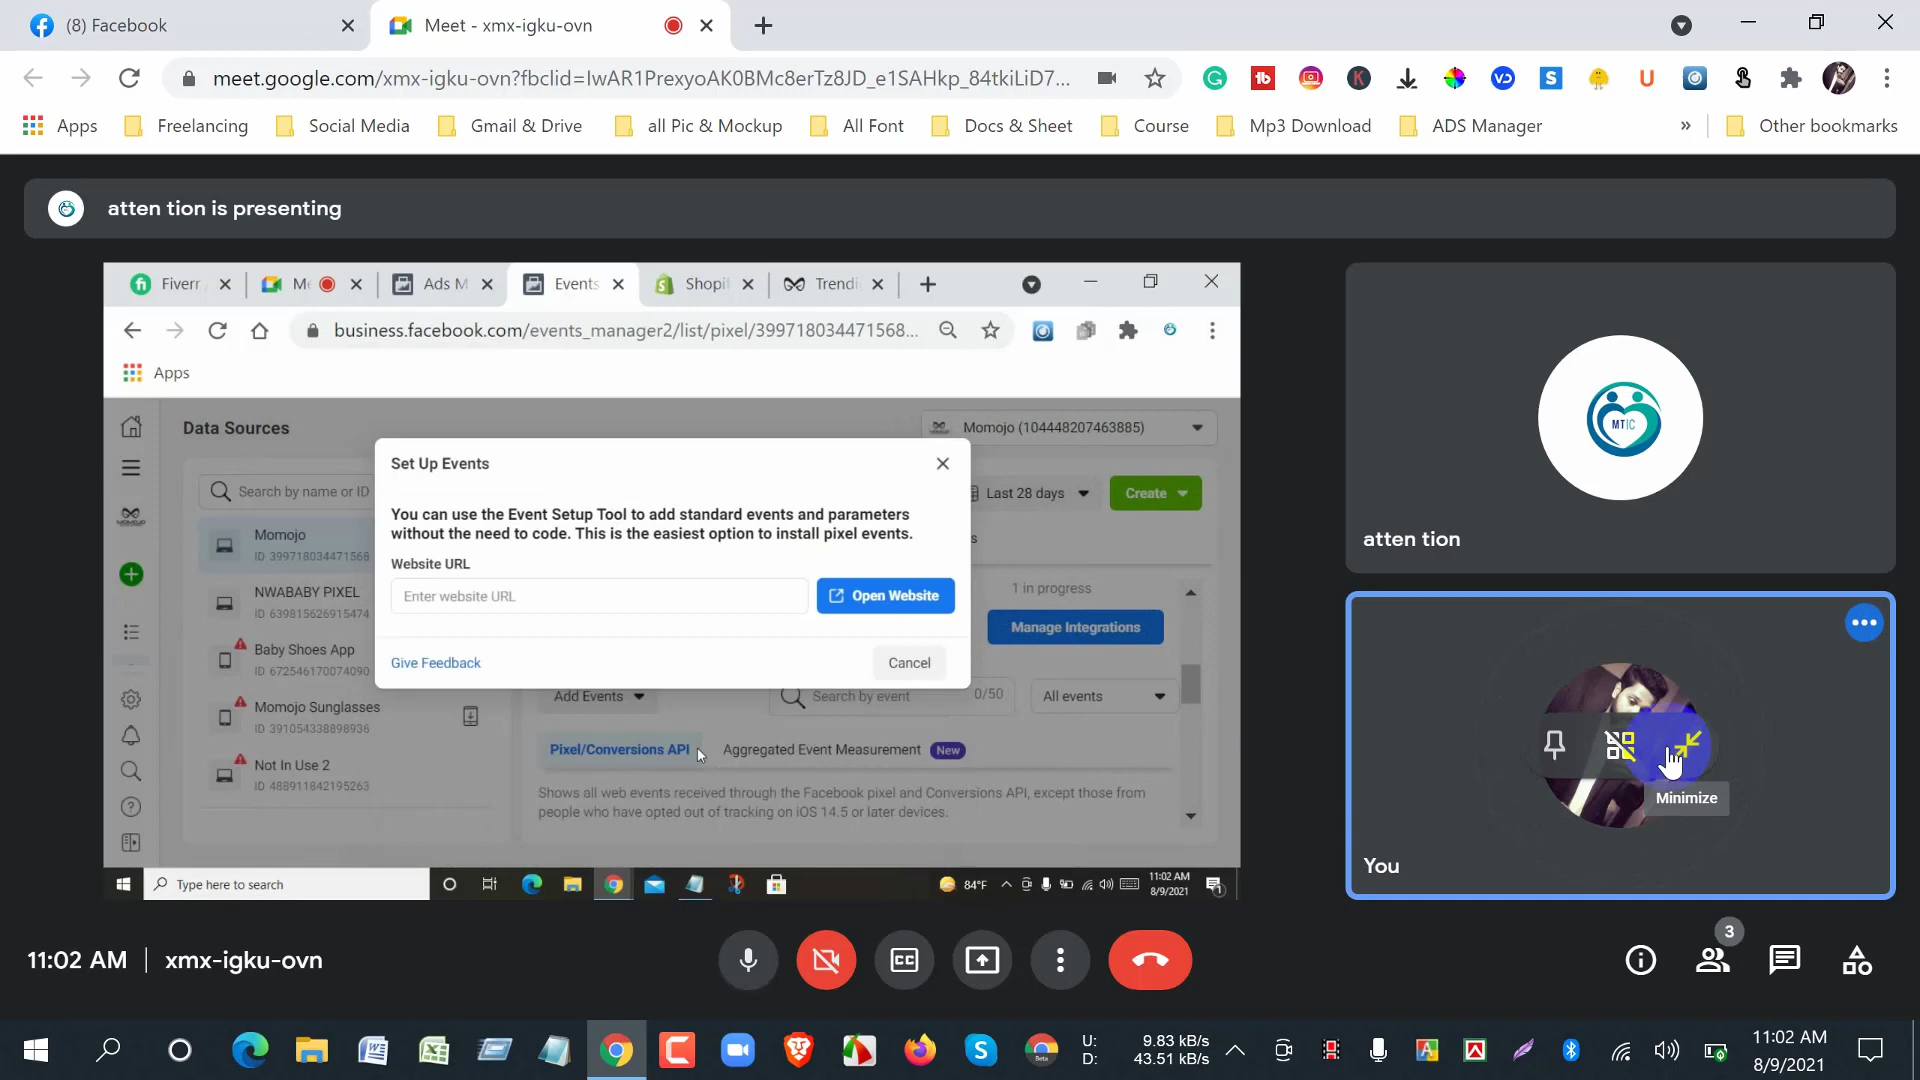 (8) Facebook
Meet - xmx-igku-ovn
meet.google.com/xmx-igku-ovn?fbclid=IwAR1PrexyoAK0BMc8erTz8JD_e1SAHkp_84tkiLiD7...
Apps
Freelancing
Social Media
Gmail & Drive
all Pic & Mockup
All Font
Docs & Sheet
Course
Mp3 Download
ADS Manager
»
Other bookmarks
atten tion is presenting
Fiverr
Ads M
Events
Shopi
Trendi
business.facebook.com/events_manager2/list/pixel/399718034471568...
Apps
Data Sources
Momojo (104448207463885)
Search by name or ID
Last 28 days
Create
Momojo
ID 399718034471568
NWABABY PIXEL
ID 639815626915474
Baby Shoes App
ID 672546170074090
Momojo Sunglasses
ID 391054338898936
Not In Use 2
ID 488911842195263
MOMOJO
Set Up Events
You can use the Event Setup Tool to add standard events and parameters
without the need to code. This is the easiest option to install pixel events.
Website URL
Enter website URL
Open Website
Give Feedback
Cancel
1 in progress
Manage Integrations
Add Events
Search by event
0/50
All events
Pixel/Conversions API
Aggregated Event Measurement
New
Shows all web events received through the Facebook pixel and Conversions API, except those from
people who have opted out of tracking on iOS 14.5 or later devices.
Type here to search
84°F
11:02 AM
8/9/2021
MTIC
atten tion
Minimize
You
11:02 AM
xmx-igku-ovn
CC
3
U: 9.83 kB/s
D: 43.51 kB/s
11:02 AM
8/9/2021